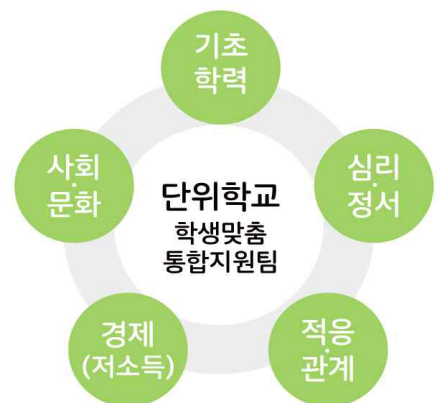 기초
학력
심리·
정서
적응·
관계
경제
(저소득)
사회·
문화
단위학교
학생맞춤
통합지원팀